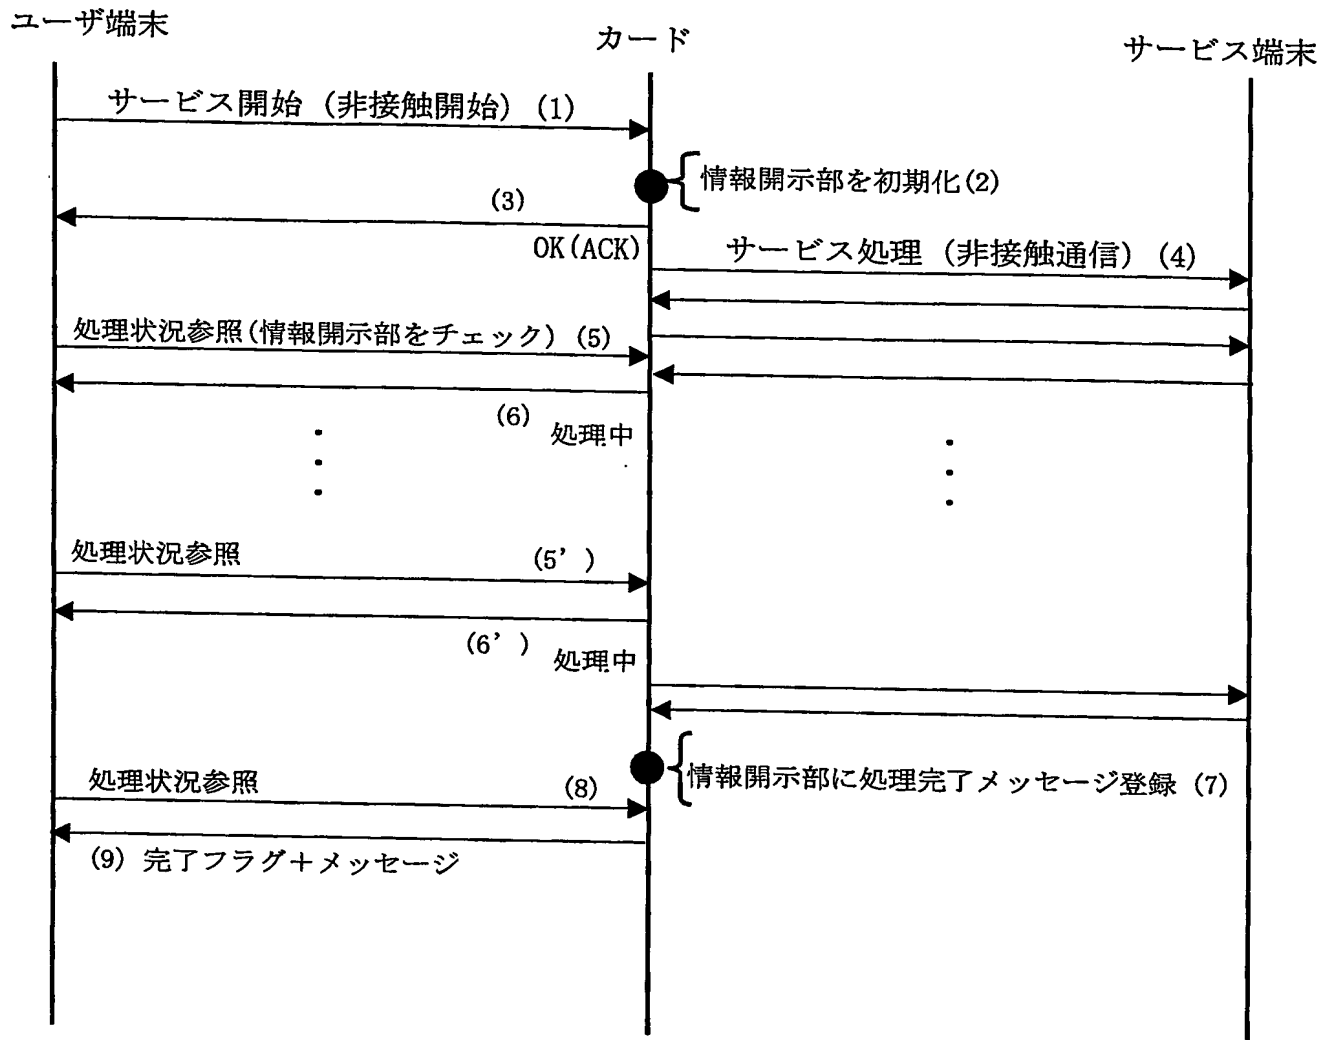 ユーザ端末
カード
サービス端末
サービス開始（非接触開始）(1)
情報開示部を初期化(2)
(3)
OK(ACK)
サービス処理（非接触通信）(4)
処理状況参照(情報開示部をチェック) (5)
(6)
処理中
処理状況参照
(5’)
(6’)
処理中
情報開示部に処理完了メッセージ登録 (7)
処理状況参照
(8)
(9) 完了フラグ＋メッセージ